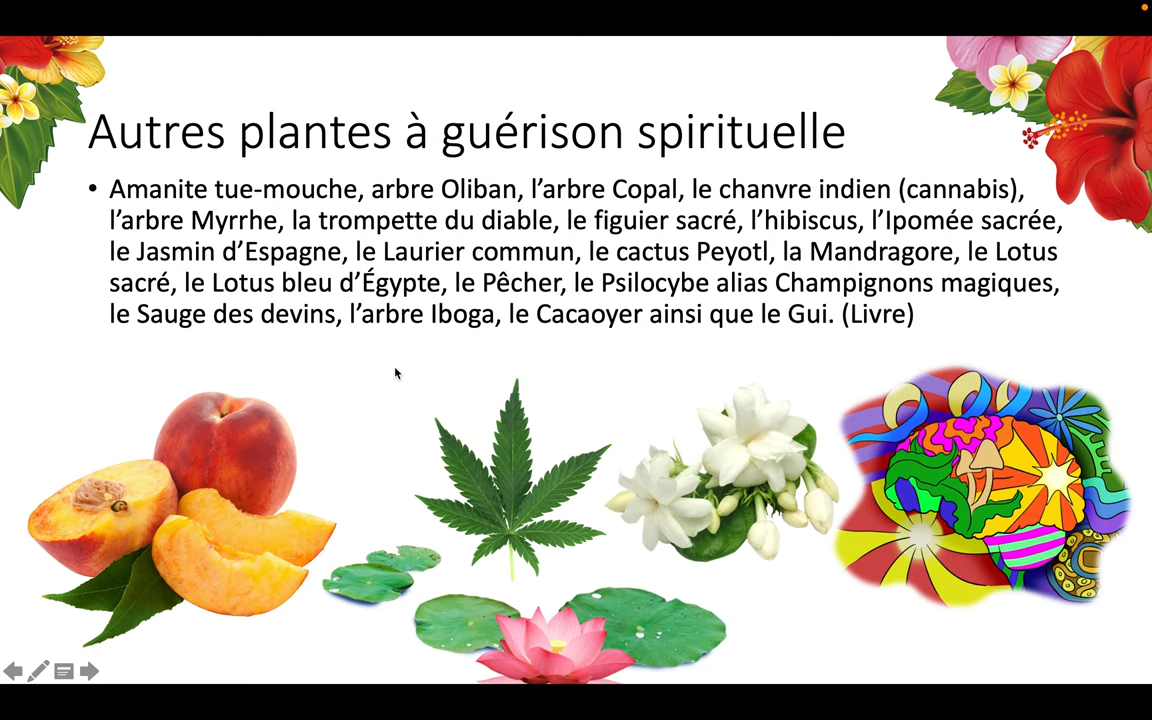 Autres plantes à guérison spirituelle
• Amanite tue-mouche, arbre Oliban, l’arbre Copal, le chanvre indien (cannabis),
l’arbre Myrrhe, la trompette du diable, le figuier sacré, l’hibiscus, l’Ipomée sacrée,
le Jasmin d’Espagne, le Laurier commun, le cactus Peyotl, la Mandragore, le Lotus
sacré, le Lotus bleu d’Égypte, le Pêcher, le Psilocybe alias Champignons magiques,
le Sauge des devins, l’arbre Iboga, le Cacaoyer ainsi que le Gui. (Livre)